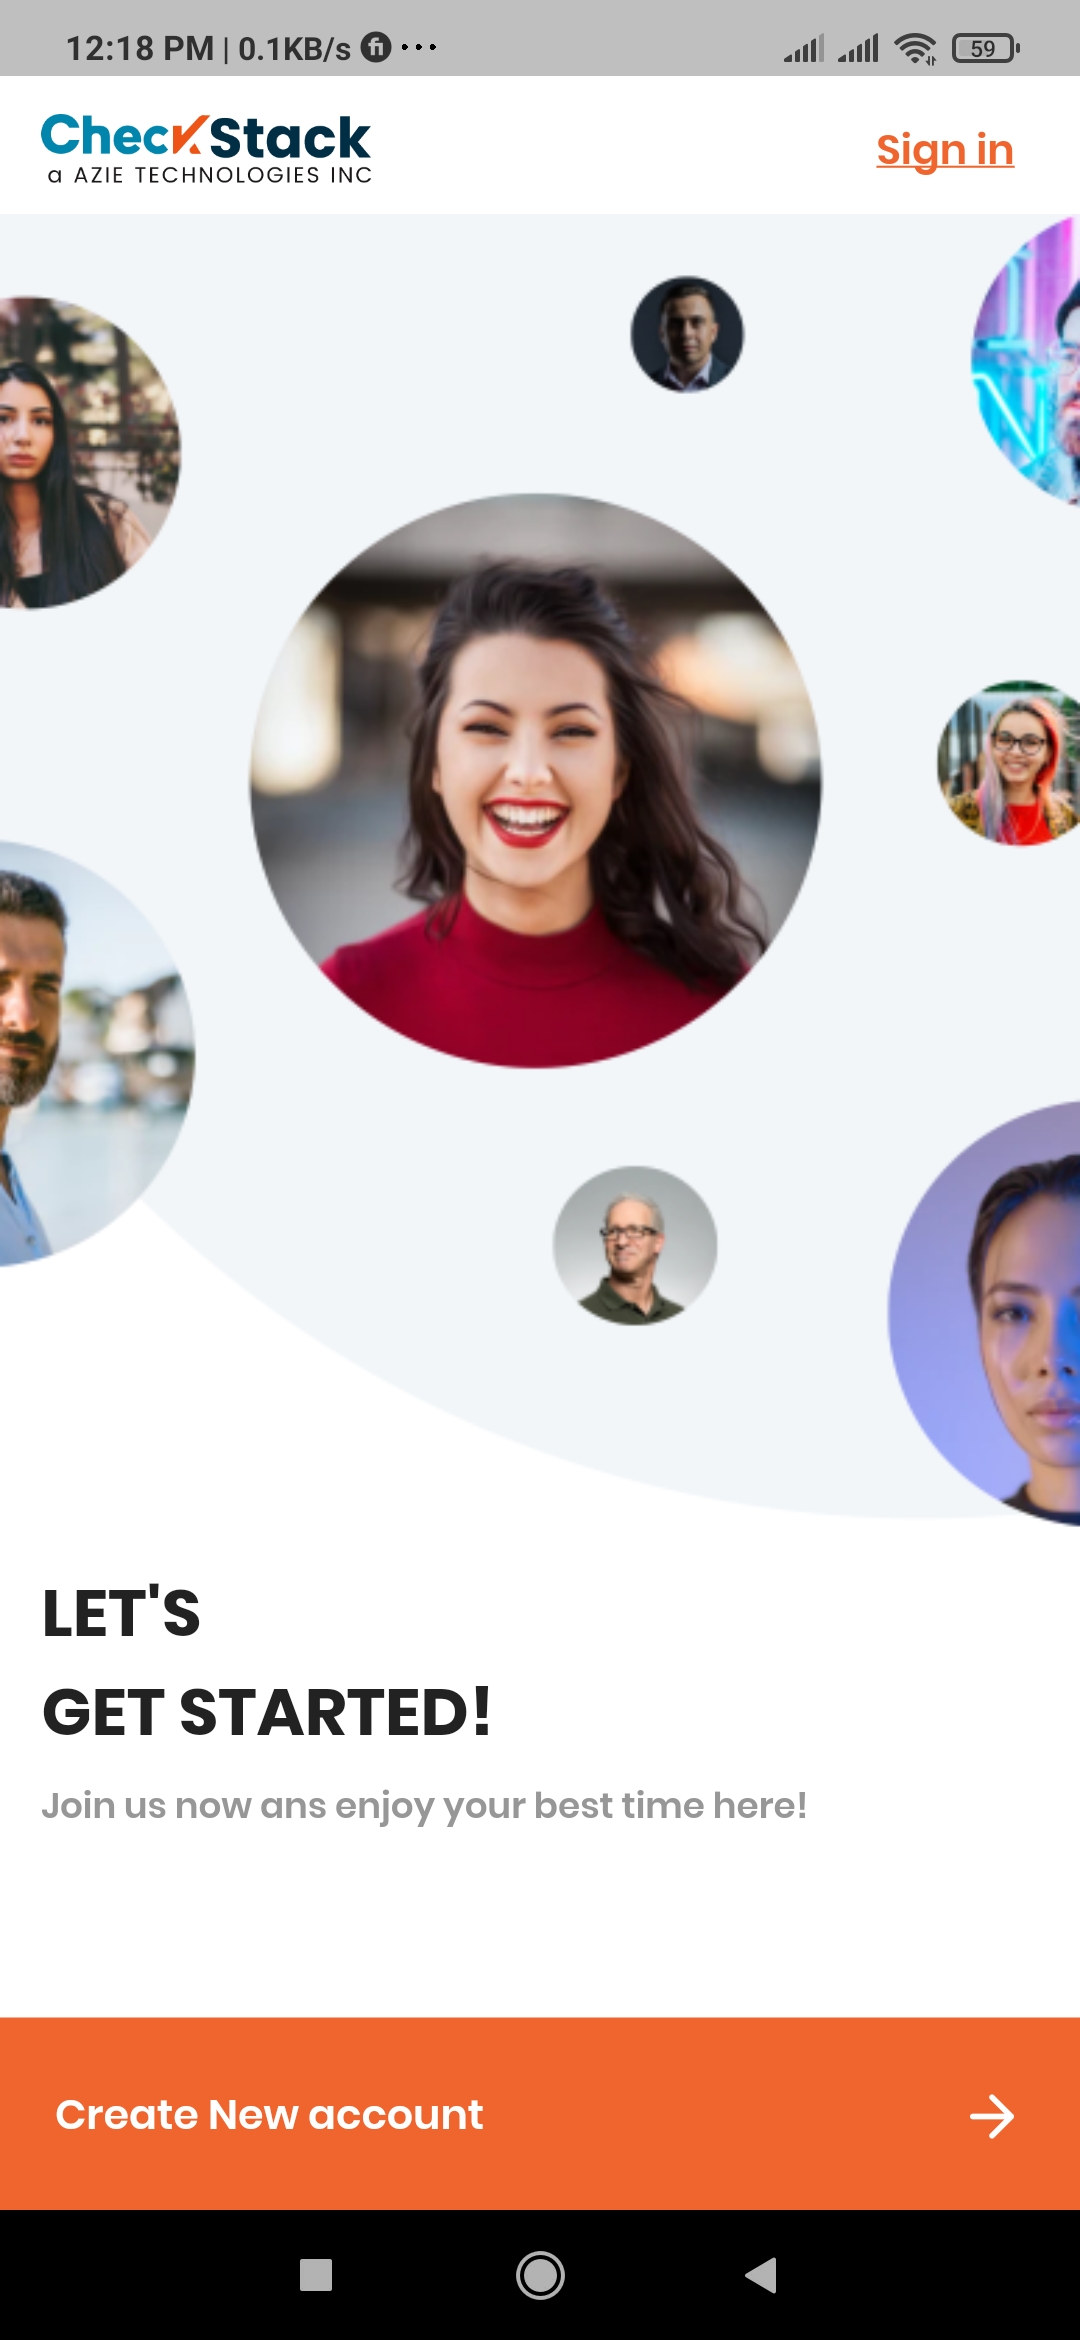 12:18 PM | 0.1KB/s fi ...
59
CheckStack
a AZIE TECHNOLOGIES INC
Sign in
LET'S
GET STARTED!
Join us now ans enjoy your best time here!
Create New account